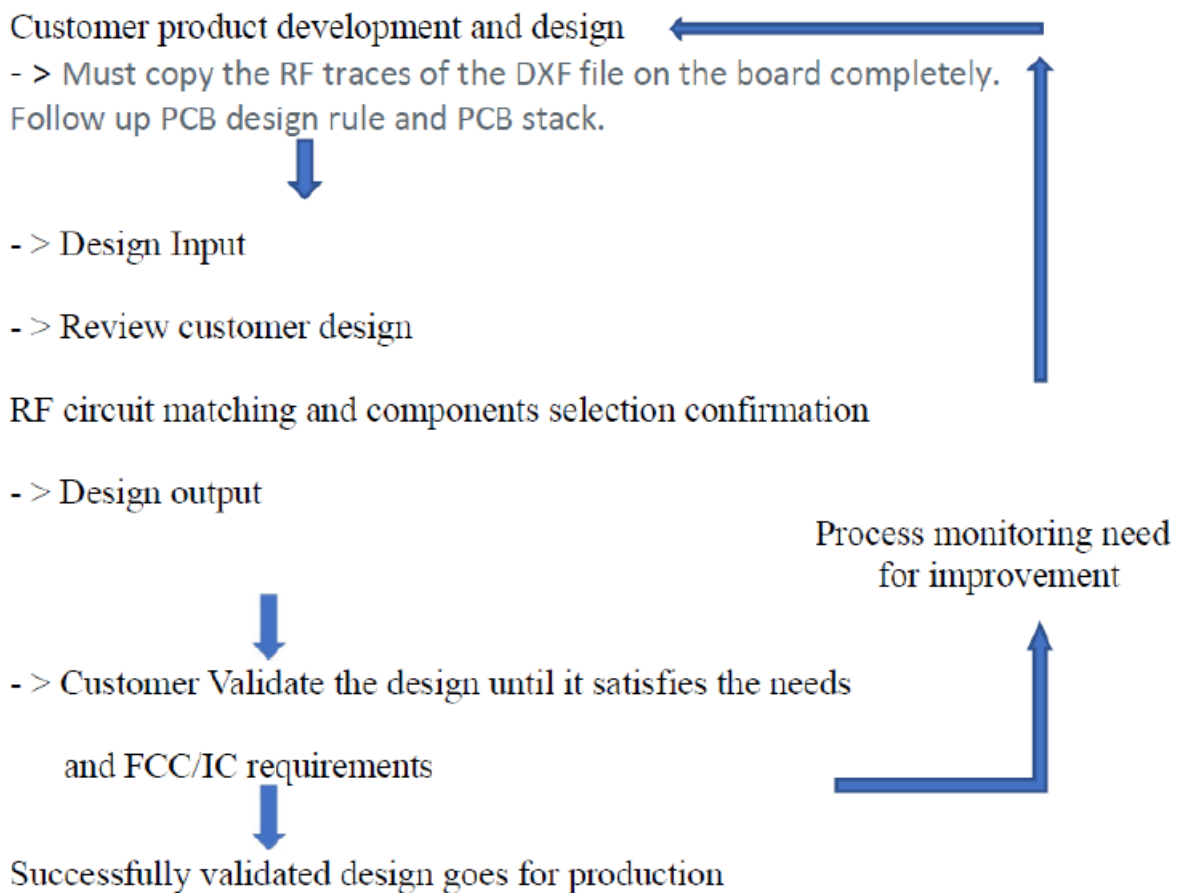 Customer product development and design
- > Must copy the RF traces of the DXF file on the board completely.
Follow up PCB design rule and PCB stack.
- > Design Input
- > Review customer design
RF circuit matching and components selection confirmation
- > Design output
Process monitoring need
for improvement
- > Customer Validate the design until it satisfies the needs
and FCC/IC requirements
Successfully validated design goes for production